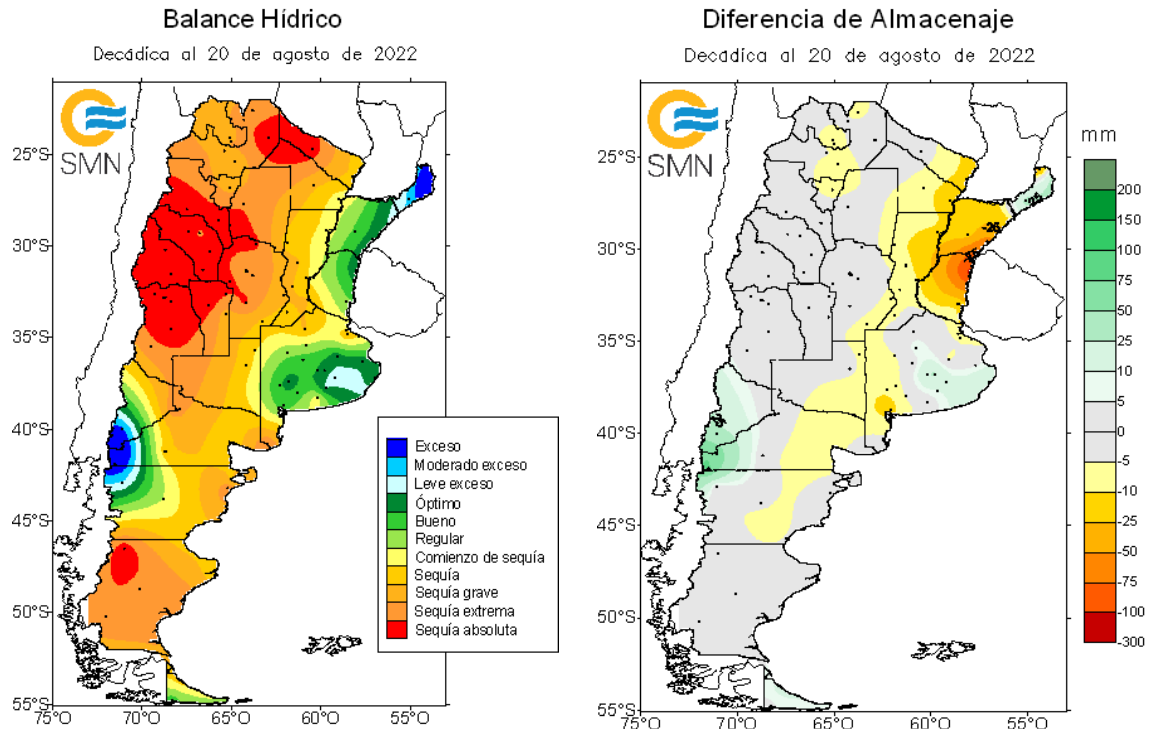 Balance Hídrico
Decádica al 20 de agosto de 2022
SMN
25°S
30°S
35°S
40°S
45°S
50°S
55°S
75°O
70°O
65°O
60°O
55°O
Exceso
Moderado exceso
Leve exceso
Óptimo
Bueno
Regular
Comienzo de sequía
Sequía
Sequía grave
Sequía extrema
Sequía absoluta
Diferencia de Almacenaje
Decádica al 20 de agosto de 2022
SMN
25°S
30°S
35°S
40°S
45°S
50°S
55°S
75°O
70°O
65°O
60°O
55°O
-25
mm
200
150
100
75
50
25
10
5
0
-5
-10
-25
-50
-75
-100
-300